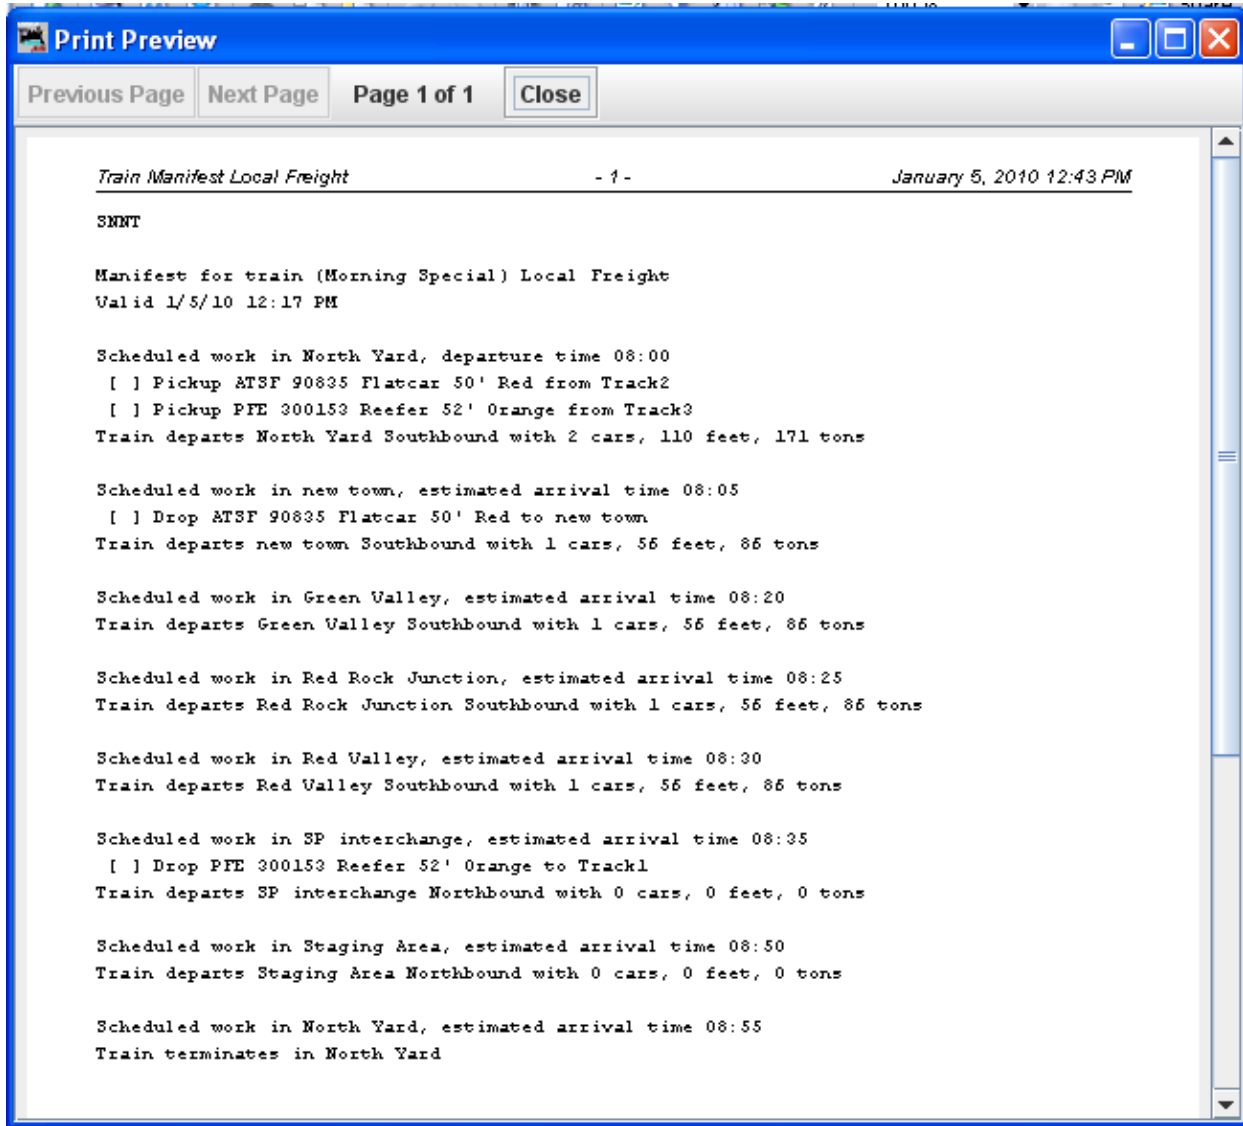 Print Preview
Previous Page Next Page Page 1 of 1 Close
Train Manifest Local Freight - 1 - January 5, 2010 12:43 PM
SNNT
Manifest for train (Morning Special) Local Freight
Valid 1/5/10 12:17 PM
Scheduled work in North Yard, departure time 08:00
[ ] Pickup ATSF 90835 Flatcar 50' Red from Track2
[ ] Pickup PFE 300153 Reefer 52' Orange from Track3
Train departs North Yard Southbound with 2 cars, 110 feet, 171 tons
Scheduled work in new town, estimated arrival time 08:05
[ ] Drop ATSF 90835 Flatcar 50' Red to new town
Train departs new town Southbound with 1 cars, 56 feet, 86 tons
Scheduled work in Green Valley, estimated arrival time 08:20
Train departs Green Valley Southbound with 1 cars, 56 feet, 86 tons
Scheduled work in Red Rock Junction, estimated arrival time 08:25
Train departs Red Rock Junction Southbound with 1 cars, 56 feet, 86 tons
Scheduled work in Red Valley, estimated arrival time 08:30
Train departs Red Valley Southbound with 1 cars, 56 feet, 86 tons
Scheduled work in SP interchange, estimated arrival time 08:35
[ ] Drop PFE 300153 Reefer 52' Orange to Track1
Train departs SP interchange Northbound with 0 cars, 0 feet, 0 tons
Scheduled work in Staging Area, estimated arrival time 08:50
Train departs Staging Area Northbound with 0 cars, 0 feet, 0 tons
Scheduled work in North Yard, estimated arrival time 08:55
Train terminates in North Yard